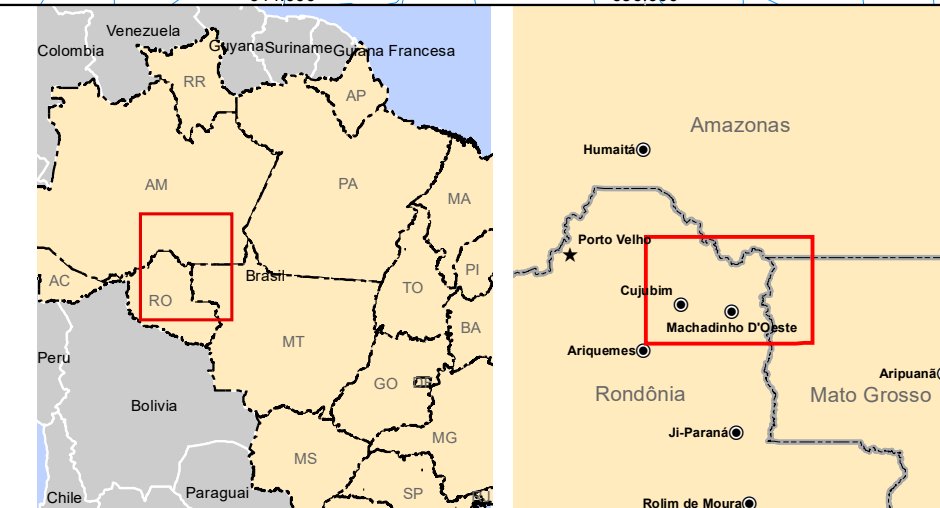 Venezuela
Colombia
Guyana
Suriname
Guiana Francesa
RR
AP
AM
PA
MA
AC
RO
Brasil
TO
PI
BA
MT
Peru
GO
DF
Bolivia
MG
MS
SP
Chile
Paraguai
Amazonas
Humaitá
Porto Velho
Cujubim
Machadinho D'Oeste
Ariquemes
Aripuanã
Rondônia
Mato Grosso
Ji-Paraná
Rolim de Moura